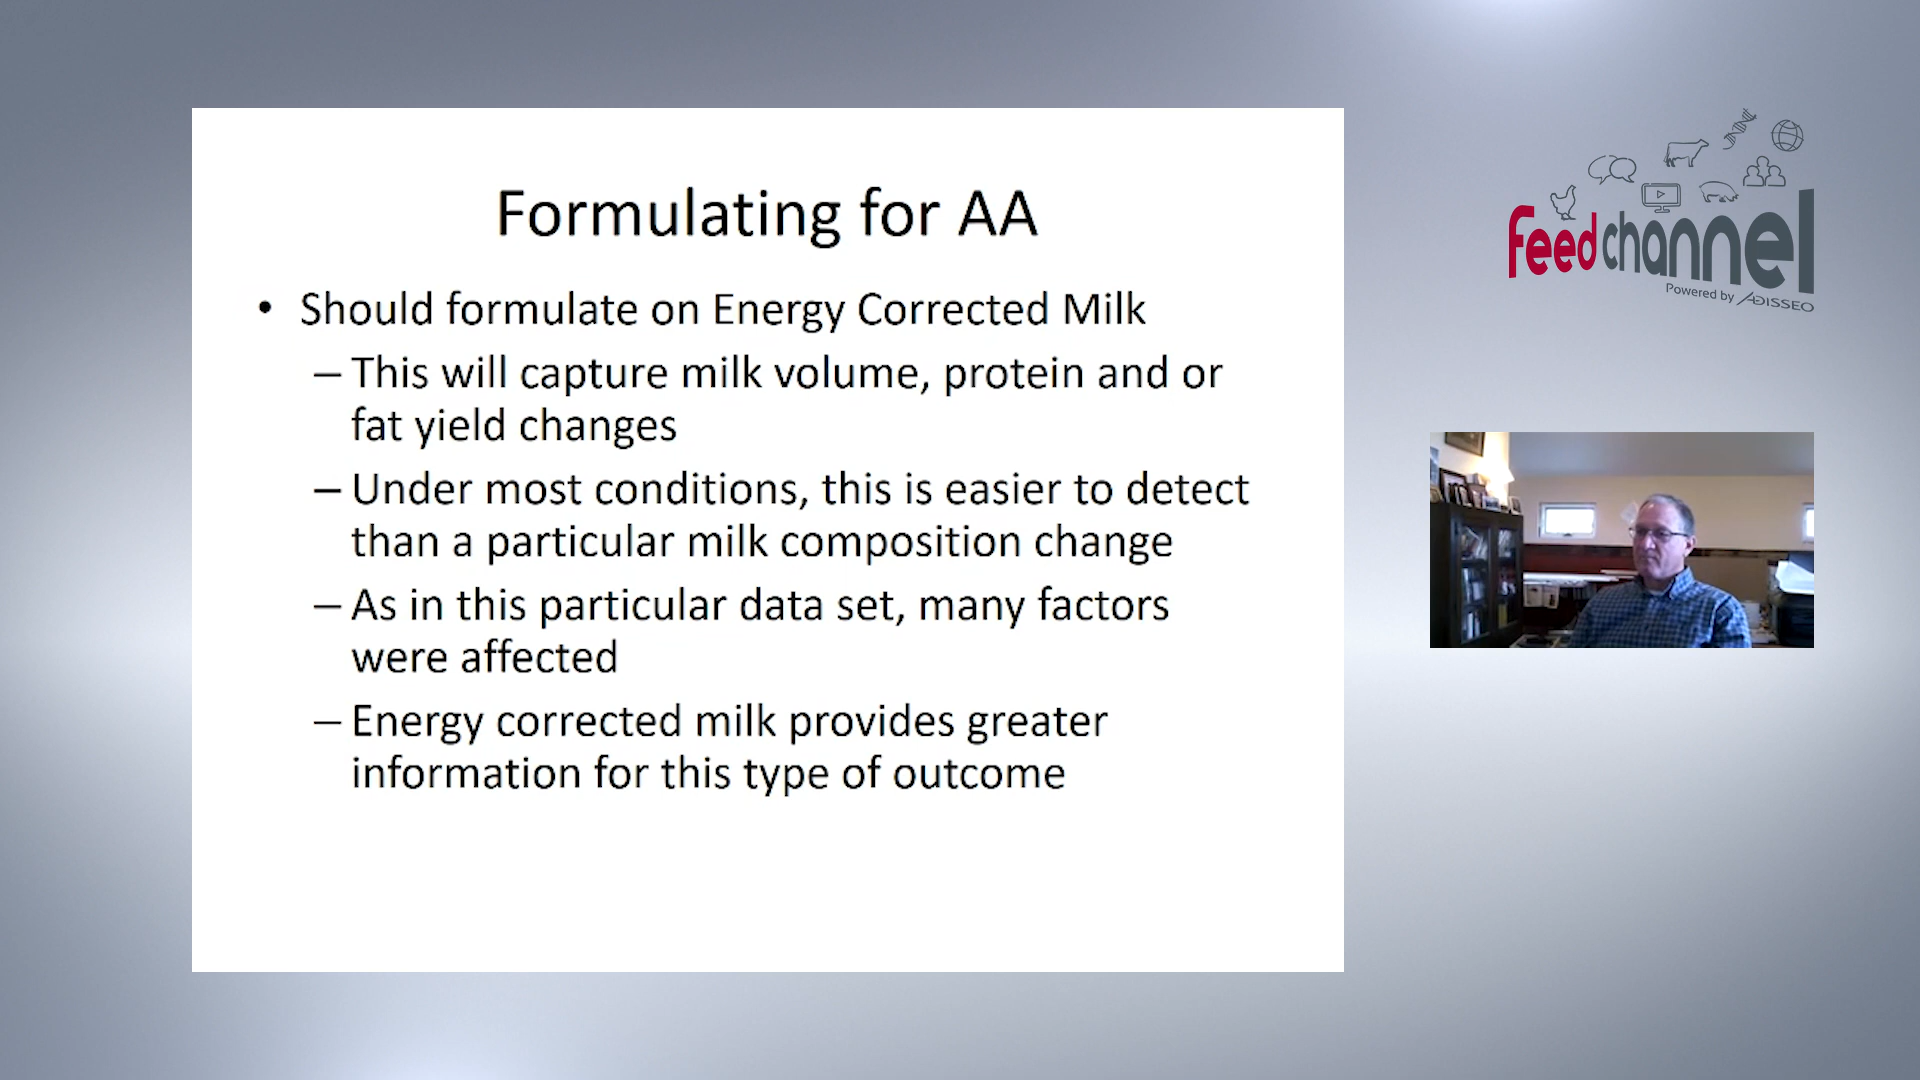 Formulating for AA
• Should formulate on Energy Corrected Milk
– This will capture milk volume, protein and or
fat yield changes
– Under most conditions, this is easier to detect
than a particular milk composition change
– As in this particular data set, many factors
were affected
– Energy corrected milk provides greater
information for this type of outcome
feedchannel
Powered by ADISSEO